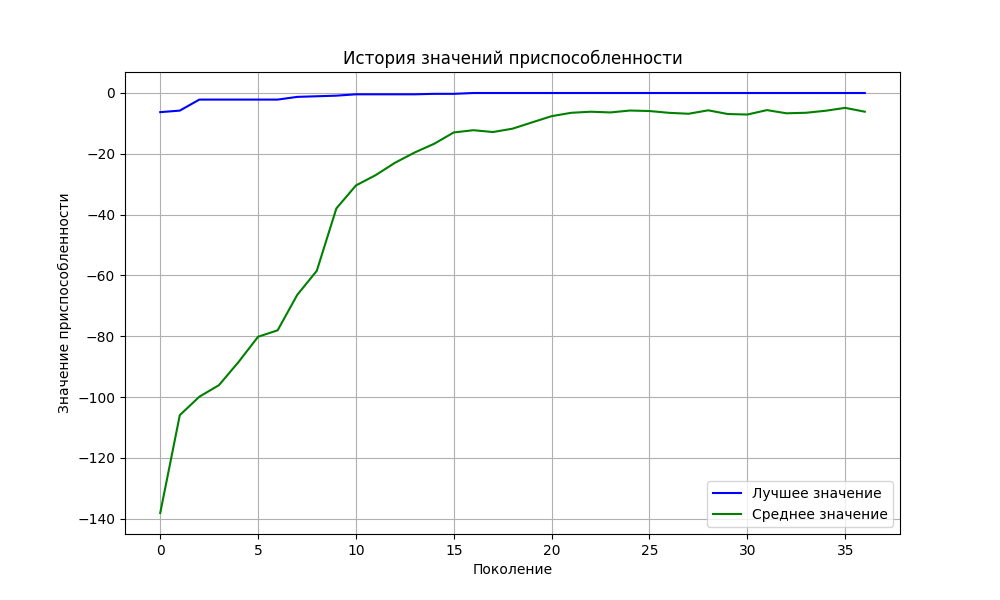 История значений приспособленности
Значение приспособленности
0
−20
−40
−60
−80
−100
−120
−140
0 5 10 15 20 25 30 35
Поколение
Лучшее значение
Среднее значение